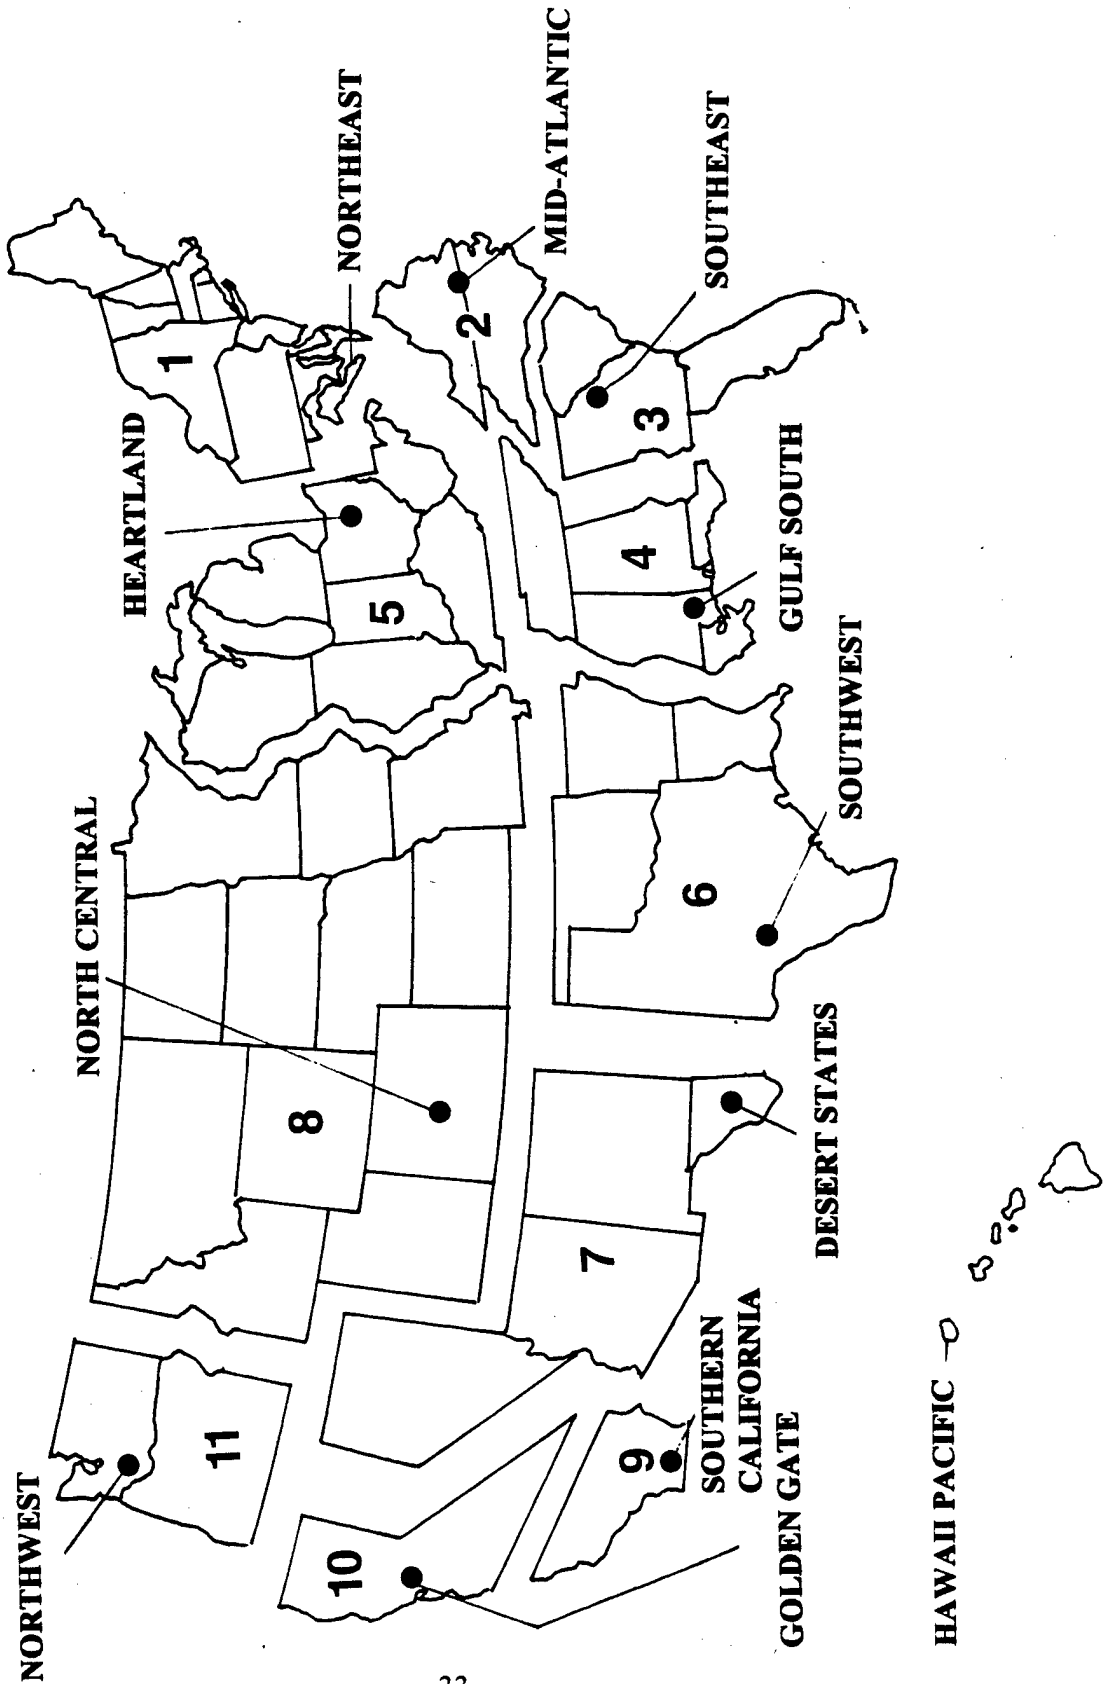 NORTHWEST
NORTH CENTRAL
HEARTLAND
NORTHEAST
MID-ATLANTIC
SOUTHEAST
GULF SOUTH
SOUTHWEST
DESERT STATES
SOUTHERN
CALIFORNIA
GOLDEN GATE
HAWAII PACIFIC
1
2
3
4
5
6
7
8
9
10
11